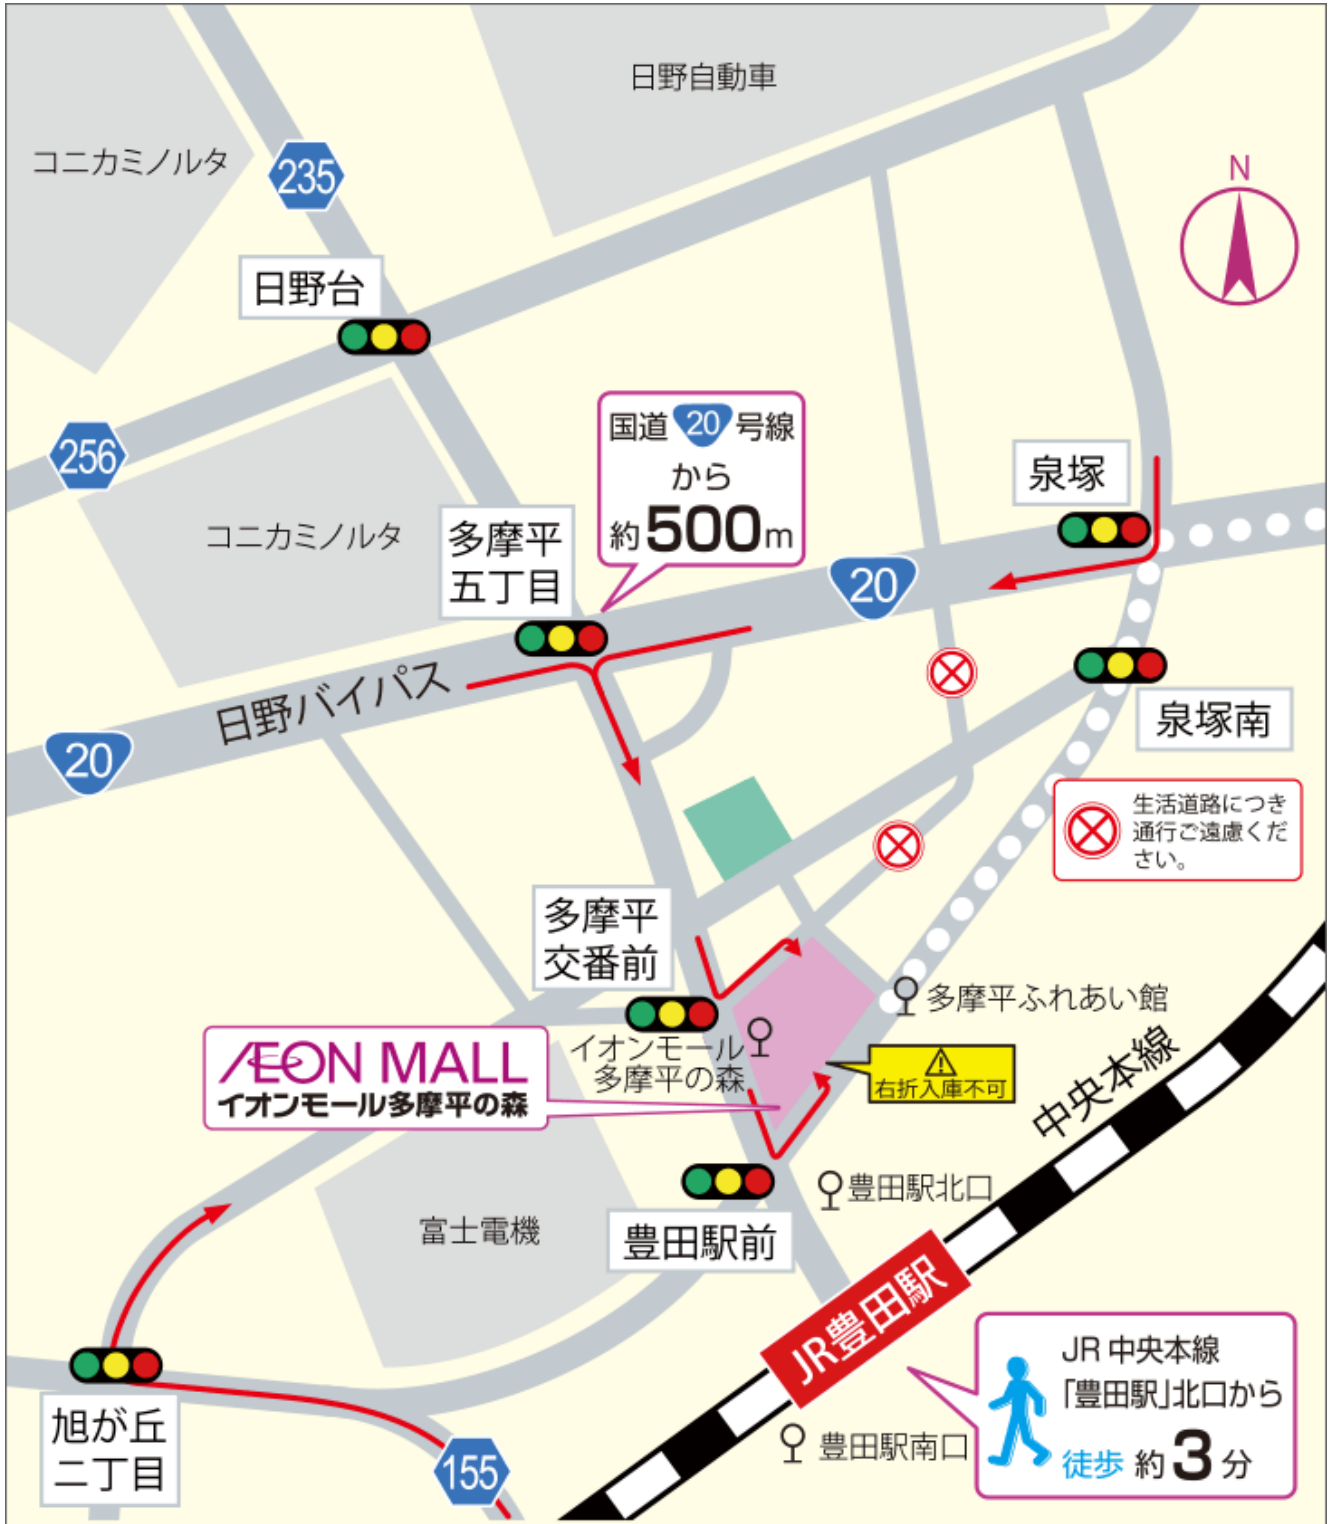 日野自動車
コニカミノルタ
235
N
日野台
256
国道 20 号線
から
約500m
泉塚
コニカミノルタ
多摩平
五丁目
20
日野バイパス
20
泉塚南
生活道路につき
通行ご遠慮くだ
さい。
多摩平
交番前
多摩平ふれあい館
イオンモール
多摩平の森
ÆON MALL
イオンモール多摩平の森
右折入庫不可
中央本線
豊田駅北口
富士電機
豊田駅前
JR豊田駅
JR 中央本線
「豊田駅」北口から
徒歩 約3分
旭が丘
二丁目
155
豊田駅南口